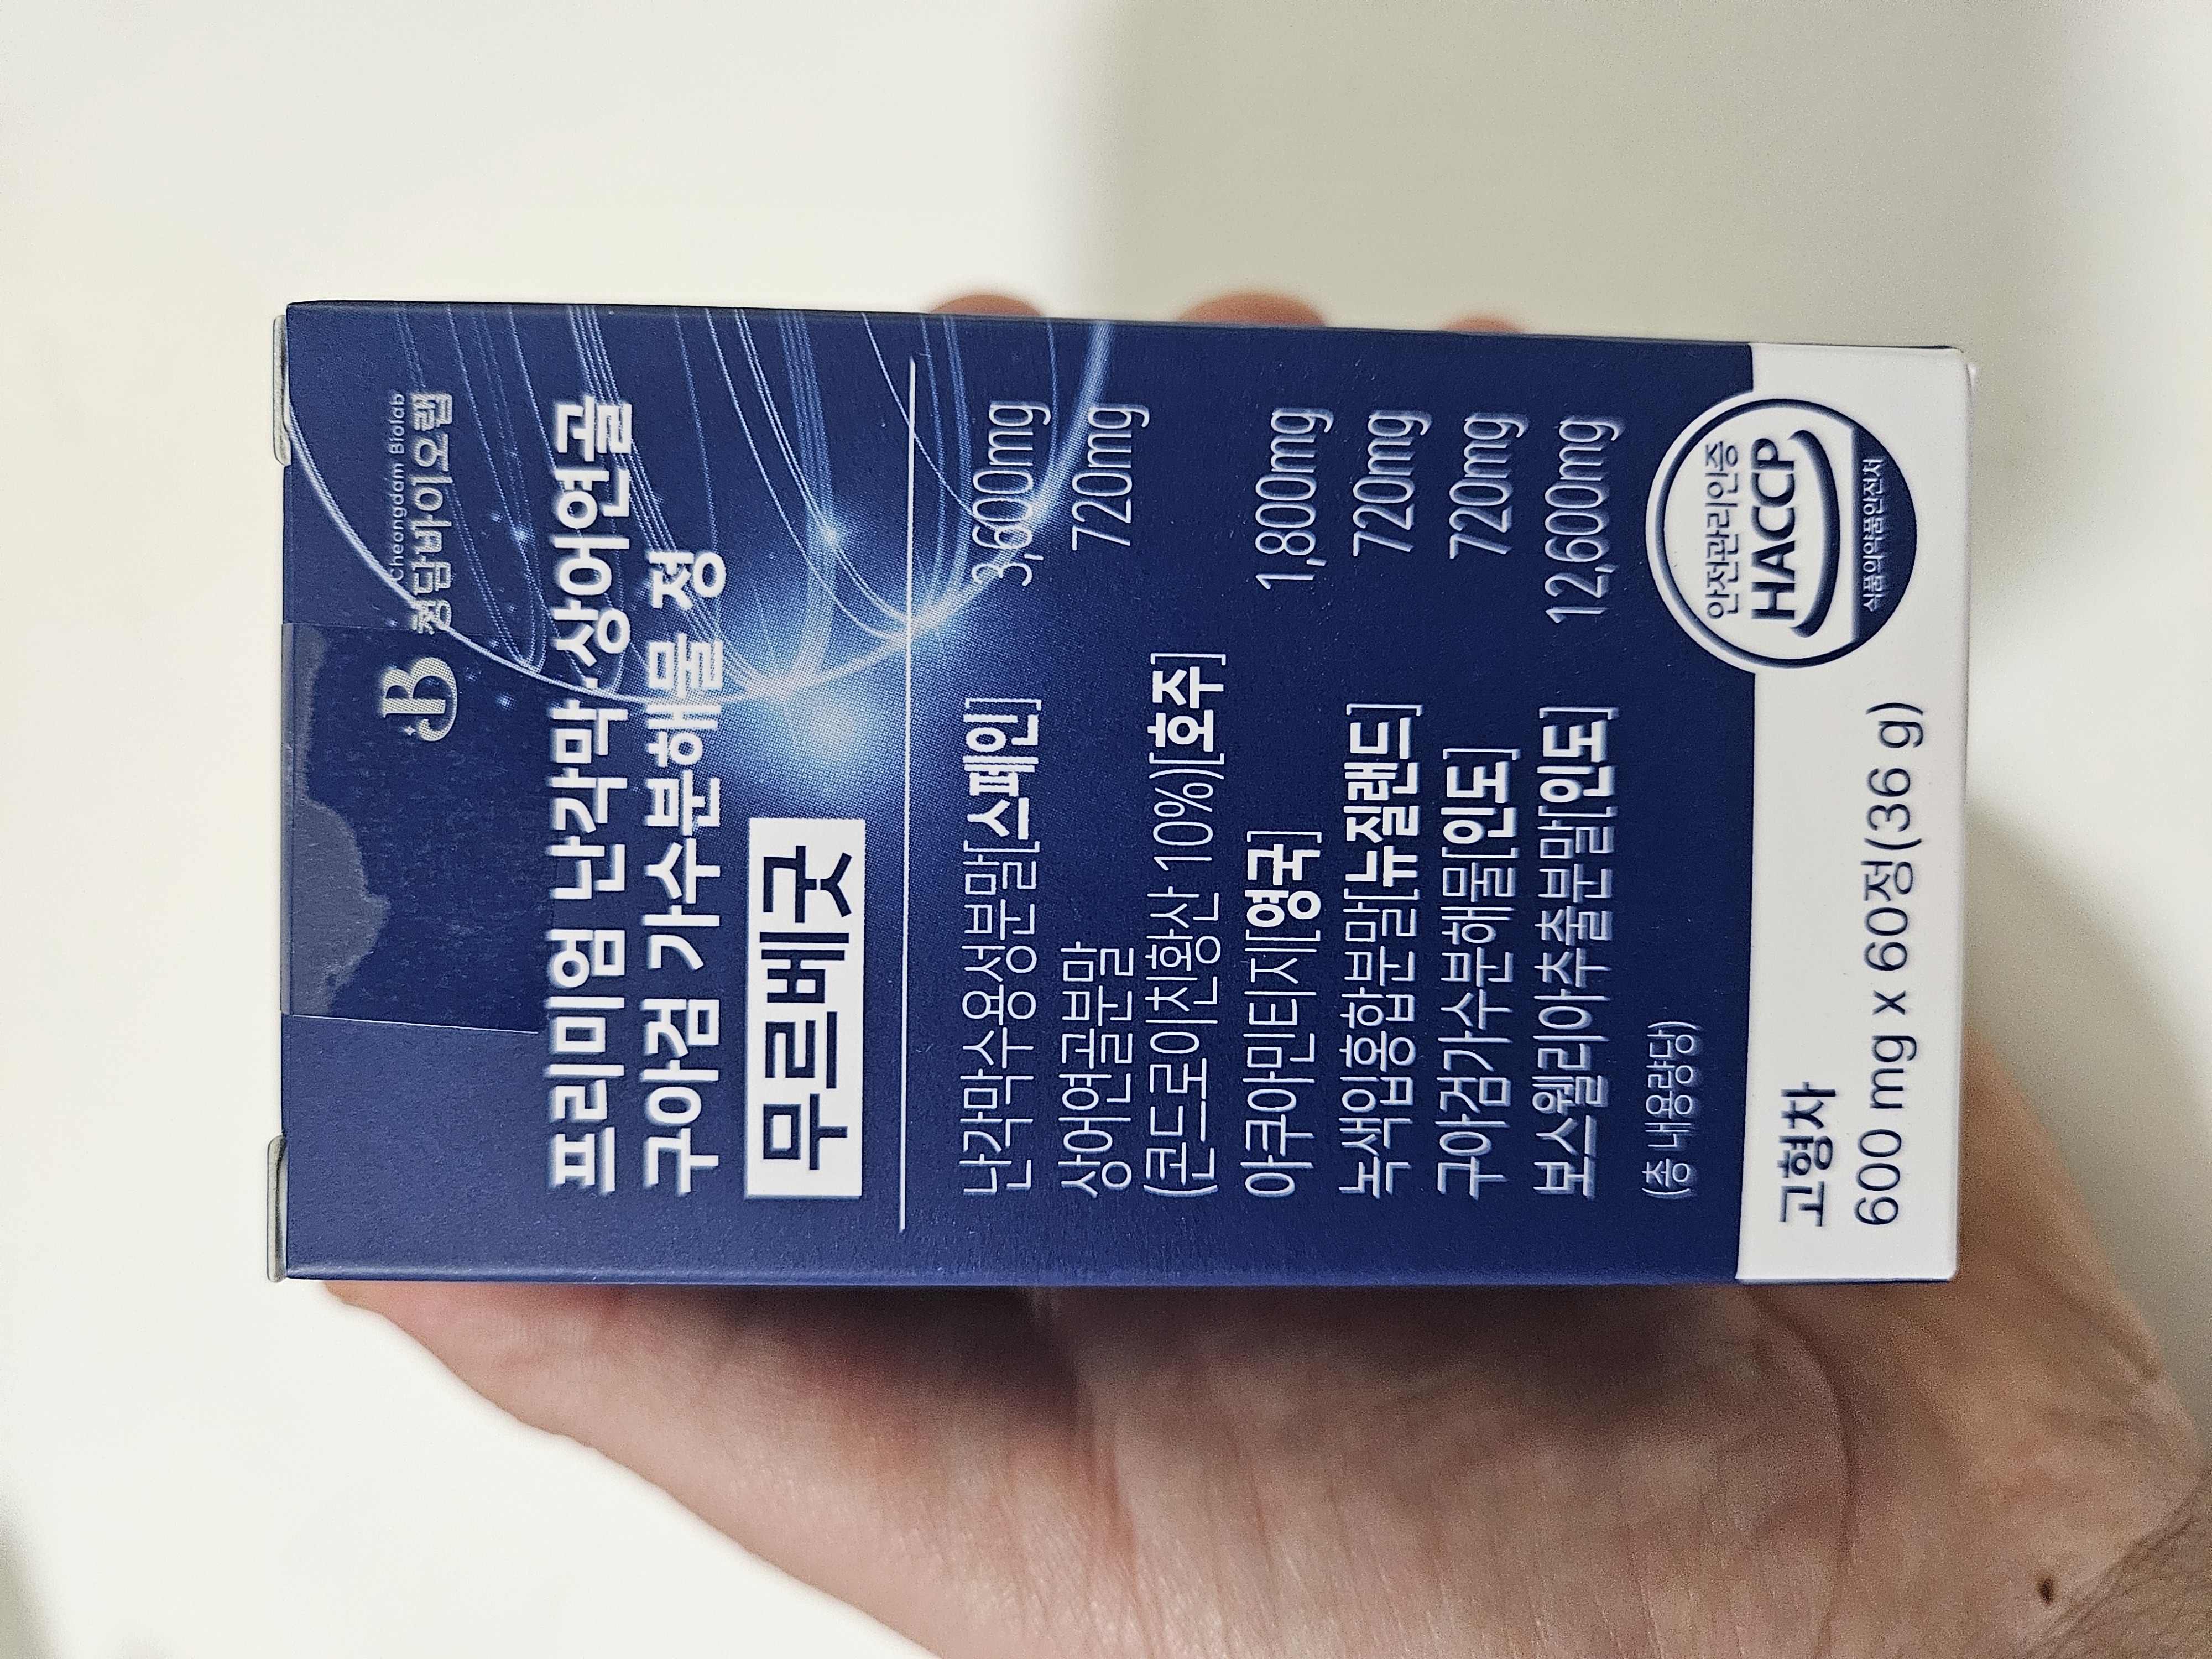 Cheongdam Biolab
B 청담바이오랩
프리미엄 난각막 상어연골
구아검 가수분해물 정
무르베굿
난각막수용성분말[스페인] 3,600mg
상어연골분말 720mg
(콘드로이친황산 10%)[호주]
아쿠아민티지[영국] 1,800mg
녹색입홍합분말[뉴질랜드] 720mg
구아검가수분해물[인도] 720mg
보스웰리아추출분말[인도] 12,600mg
(총 내용량당)
안전관리인증
HACCP
식품의약품안전처
고형차
600 mg x 60정(36 g)